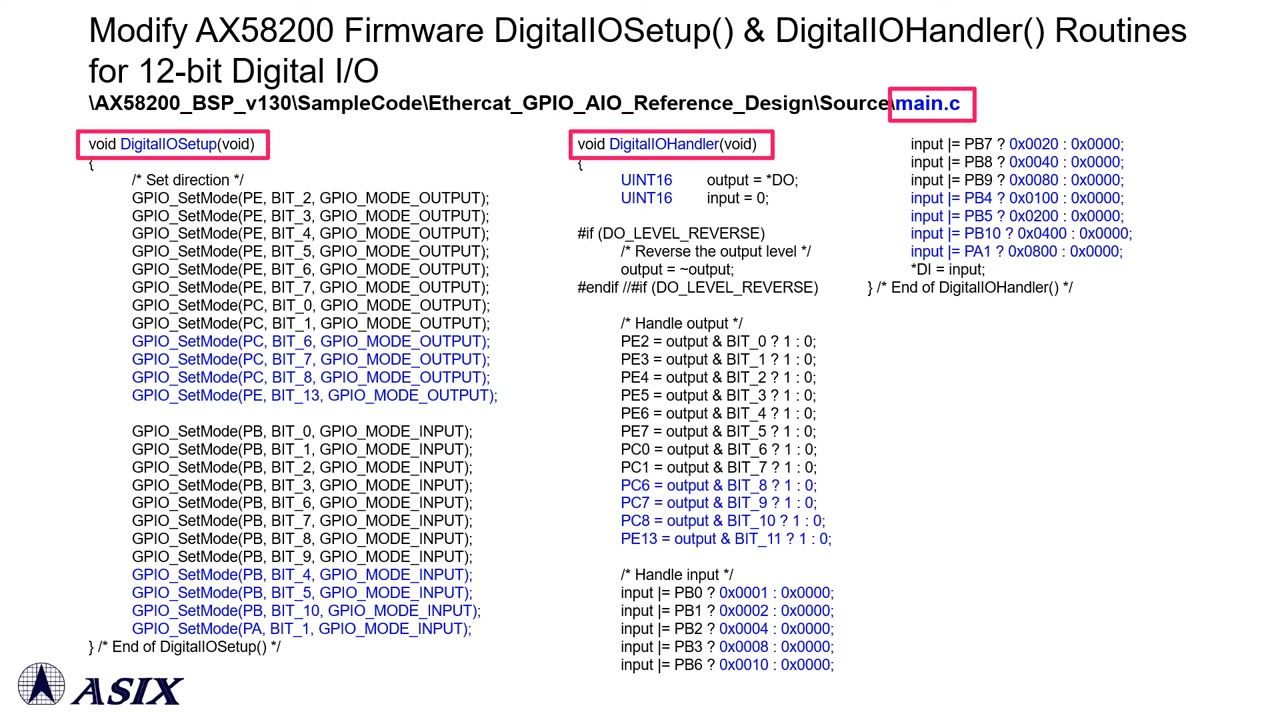 Modify AX58200 Firmware DigitalIOSetup() & DigitalIOHandler() Routines
for 12-bit Digital I/O
\AX58200_BSP_v130\SampleCode\Ethercat_GPIO_AIO_Reference_Design\Source\main.c
void DigitalIOSetup(void)
{
/* Set direction */
GPIO_SetMode(PE, BIT_2, GPIO_MODE_OUTPUT);
GPIO_SetMode(PE, BIT_3, GPIO_MODE_OUTPUT);
GPIO_SetMode(PE, BIT_4, GPIO_MODE_OUTPUT);
GPIO_SetMode(PE, BIT_5, GPIO_MODE_OUTPUT);
GPIO_SetMode(PE, BIT_6, GPIO_MODE_OUTPUT);
GPIO_SetMode(PE, BIT_7, GPIO_MODE_OUTPUT);
GPIO_SetMode(PC, BIT_0, GPIO_MODE_OUTPUT);
GPIO_SetMode(PC, BIT_1, GPIO_MODE_OUTPUT);
GPIO_SetMode(PC, BIT_6, GPIO_MODE_OUTPUT);
GPIO_SetMode(PC, BIT_7, GPIO_MODE_OUTPUT);
GPIO_SetMode(PC, BIT_8, GPIO_MODE_OUTPUT);
GPIO_SetMode(PE, BIT_13, GPIO_MODE_OUTPUT);
GPIO_SetMode(PB, BIT_0, GPIO_MODE_INPUT);
GPIO_SetMode(PB, BIT_1, GPIO_MODE_INPUT);
GPIO_SetMode(PB, BIT_2, GPIO_MODE_INPUT);
GPIO_SetMode(PB, BIT_3, GPIO_MODE_INPUT);
GPIO_SetMode(PB, BIT_6, GPIO_MODE_INPUT);
GPIO_SetMode(PB, BIT_7, GPIO_MODE_INPUT);
GPIO_SetMode(PB, BIT_8, GPIO_MODE_INPUT);
GPIO_SetMode(PB, BIT_9, GPIO_MODE_INPUT);
GPIO_SetMode(PB, BIT_4, GPIO_MODE_INPUT);
GPIO_SetMode(PB, BIT_5, GPIO_MODE_INPUT);
GPIO_SetMode(PB, BIT_10, GPIO_MODE_INPUT);
GPIO_SetMode(PA, BIT_1, GPIO_MODE_INPUT);
} /* End of DigitalIOSetup() */
void DigitalIOHandler(void)
{
UINT16 output = *DO;
UINT16 input = 0;
#if (DO_LEVEL_REVERSE)
/* Reverse the output level */
output = ~output;
#endif //#if (DO_LEVEL_REVERSE)
/* Handle output */
PE2 = output & BIT_0 ? 1 : 0;
PE3 = output & BIT_1 ? 1 : 0;
PE4 = output & BIT_2 ? 1 : 0;
PE5 = output & BIT_3 ? 1 : 0;
PE6 = output & BIT_4 ? 1 : 0;
PE7 = output & BIT_5 ? 1 : 0;
PC0 = output & BIT_6 ? 1 : 0;
PC1 = output & BIT_7 ? 1 : 0;
PC6 = output & BIT_8 ? 1 : 0;
PC7 = output & BIT_9 ? 1 : 0;
PC8 = output & BIT_10 ? 1 : 0;
PE13 = output & BIT_11 ? 1 : 0;
/* Handle input */
input |= PB0 ? 0x0001 : 0x0000;
input |= PB1 ? 0x0002 : 0x0000;
input |= PB2 ? 0x0004 : 0x0000;
input |= PB3 ? 0x0008 : 0x0000;
input |= PB6 ? 0x0010 : 0x0000;
input |= PB7 ? 0x0020 : 0x0000;
input |= PB8 ? 0x0040 : 0x0000;
input |= PB9 ? 0x0080 : 0x0000;
input |= PB4 ? 0x0100 : 0x0000;
input |= PB5 ? 0x0200 : 0x0000;
input |= PB10 ? 0x0400 : 0x0000;
input |= PA1 ? 0x0800 : 0x0000;
*DI = input;
} /* End of DigitalIOHandler() */
ASIX